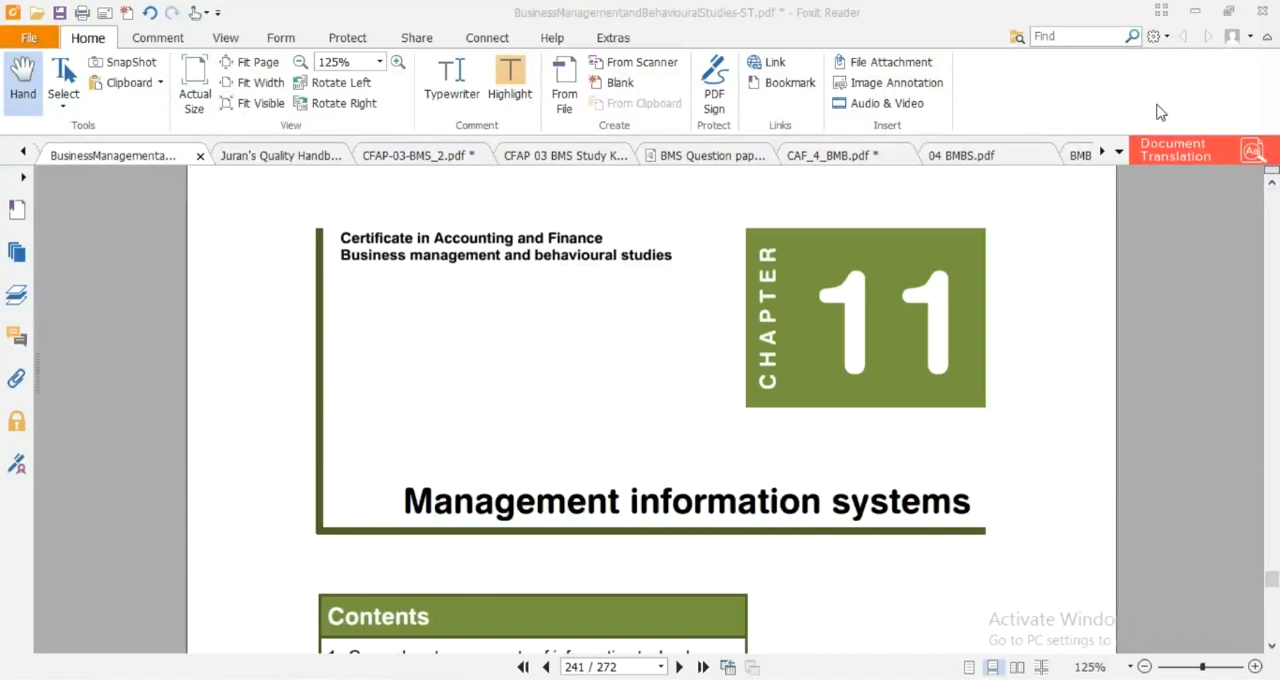 BusinessManagementandBehaviouralStudies-ST.pdf * - Foxit Reader
File Home Comment View Form Protect Share Connect Help Extras Find
Hand Select SnapShot Clipboard Actual Size Fit Page Fit Width Fit Visible 125% Rotate Left Rotate Right Typewriter Highlight From File From Scanner Blank From Clipboard PDF Sign Link Bookmark File Attachment Image Annotation Audio & Video
Tools View Comment Create Protect Links Insert
BusinessManagementa... Juran's Quality Handb... CFAP-03-BMS_2.pdf * CFAP 03 BMS Study K... BMS Question pap... CAF_4_BMB.pdf * 04 BMBS.pdf BMB Document Translation
Certificate in Accounting and Finance
Business management and behavioural studies
CHAPTER 11
Management information systems
Contents
Activate Windo
Go to PC settings to
241 / 272 125%